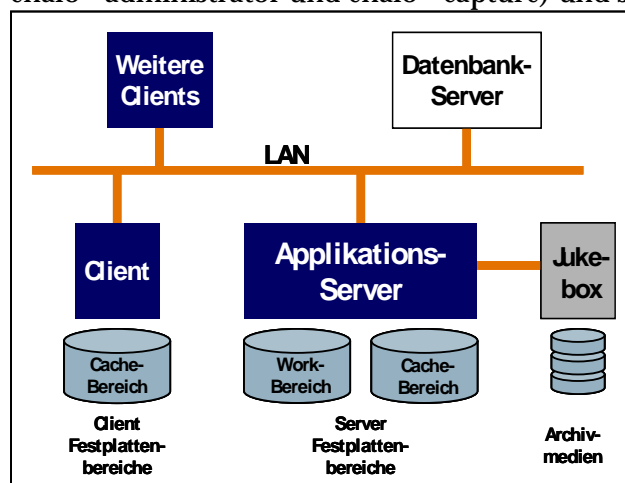 Weitere
Clients
Datenbank-
Server
LAN
Client
Applikations-
Server
Juke-
box
Cache-
Bereich
Work-
Bereich
Cache-
Bereich
Client
Festplatten-
bereiche
Server
Festplatten-
bereiche
Archiv-
medien